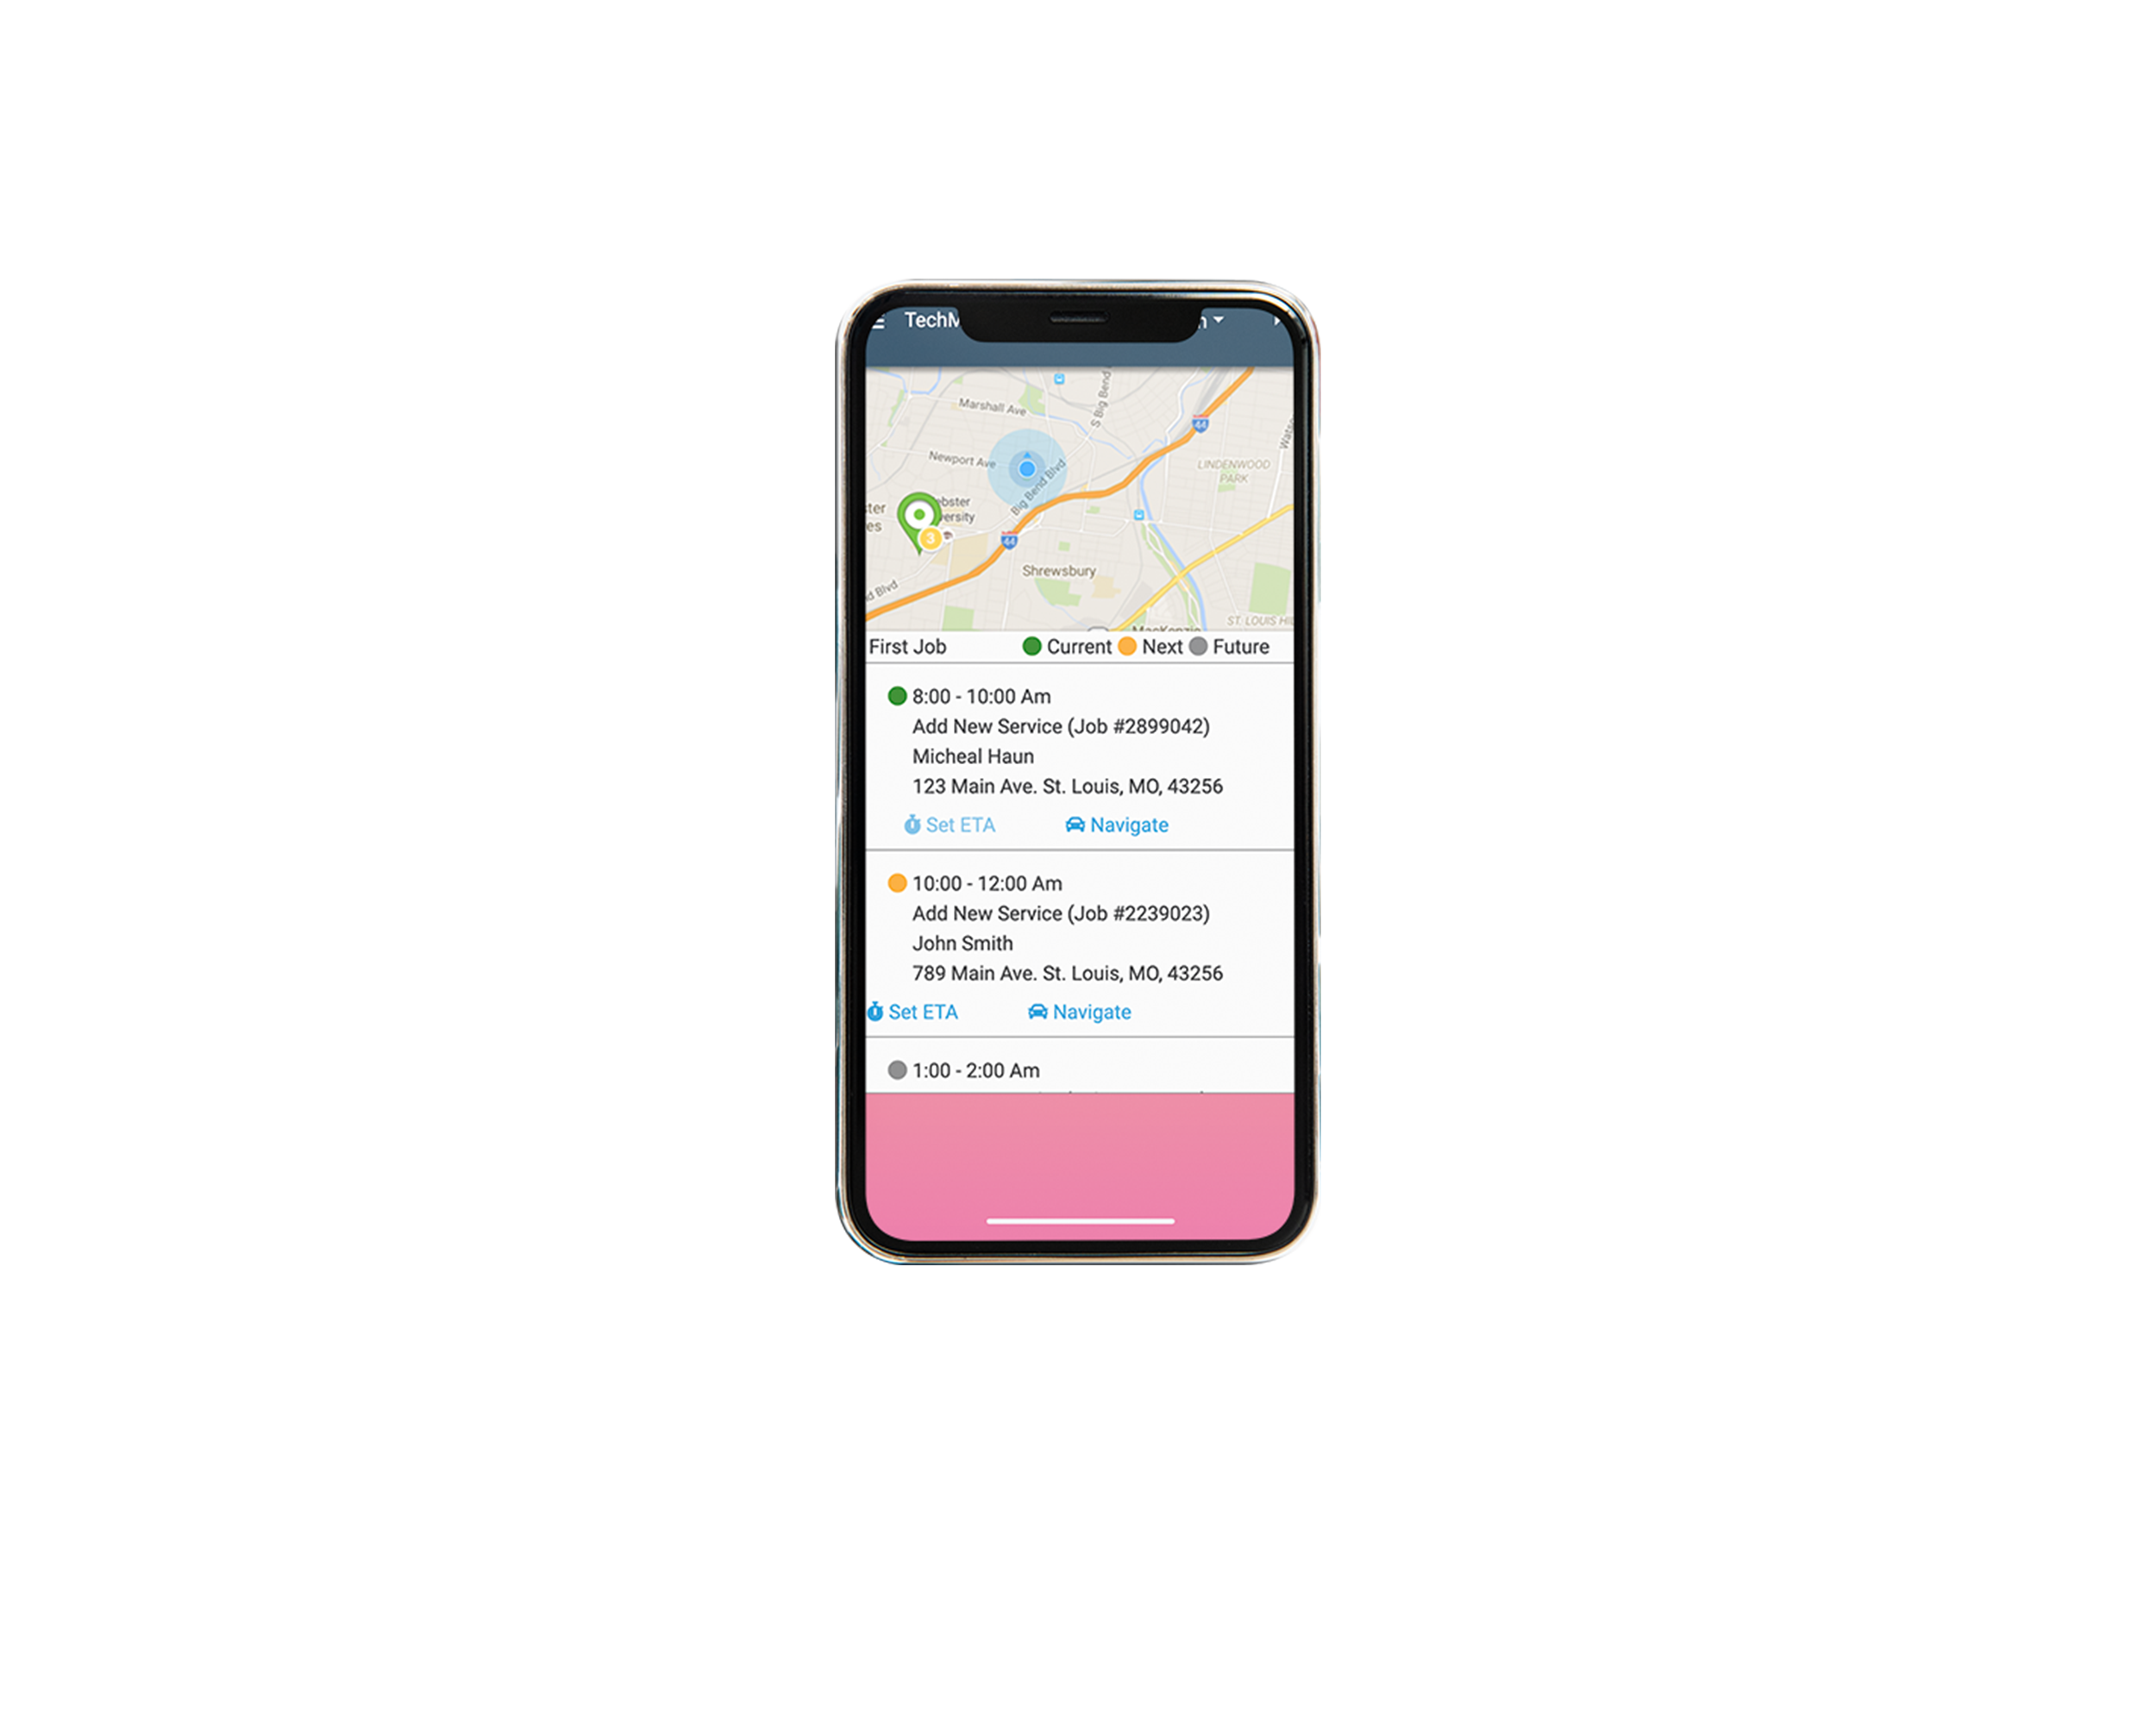 TechM
Marshall Ave
S Big Bend
44
Newport Ave
LINDENWOOD
PARK
Big Bend Blvd
3
44
Shrewsbury
ST. LOUIS
First Job Current Next Future
8:00 - 10:00 Am
Add New Service (Job #2899042)
Micheal Haun
123 Main Ave. St. Louis, MO, 43256
Set ETA Navigate
10:00 - 12:00 Am
Add New Service (Job #2239023)
John Smith
789 Main Ave. St. Louis, MO, 43256
Set ETA Navigate
1:00 - 2:00 Am